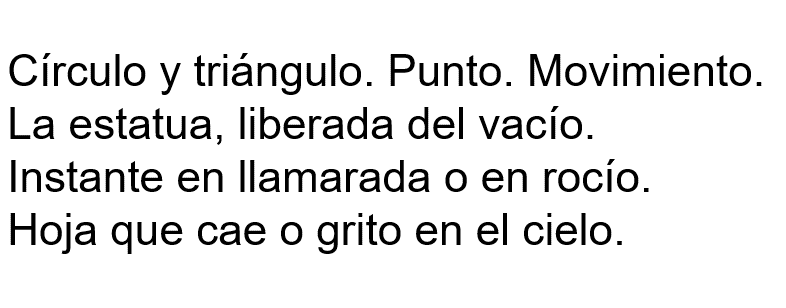 Círculo y triángulo. Punto. Movimiento.
La estatua, liberada del vacío.
Instante en llamarada o en rocío.
Hoja que cae o grito en el cielo.